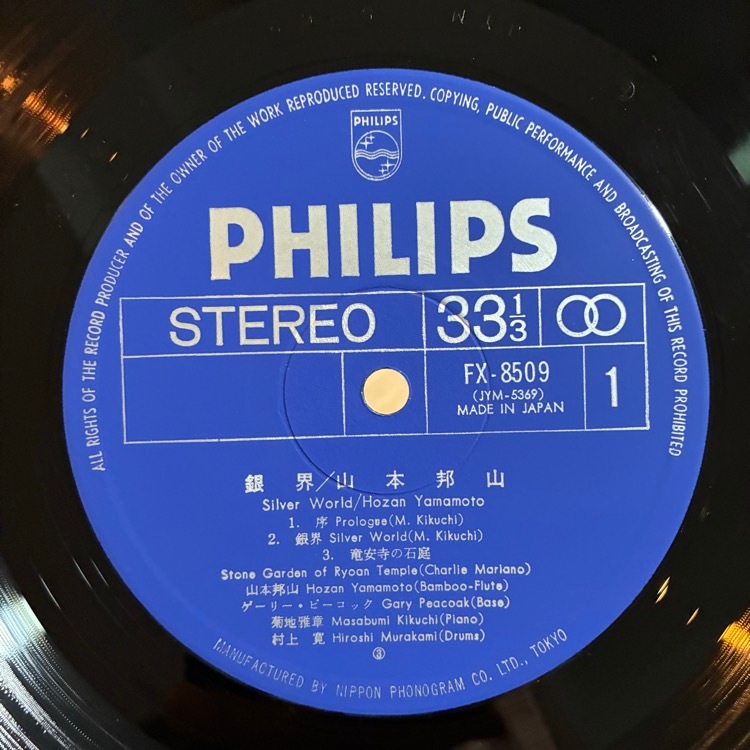 ALL RIGHTS OF THE RECORD PRODUCER AND OF THE OWNER OF THE WORK REPRODUCED RESERVED. COPYING, PUBLIC PERFORMANCE AND BROADCASTING OF THIS RECORD PROHIBITED
PHILIPS
PHILIPS
STEREO 33 1/3
FX-8509
(JYM-5369)
MADE IN JAPAN
1
銀界/山本邦山
Silver World/Hozan Yamamoto
1. 序 Prologue(M. Kikuchi)
2. 銀界 Silver World(M. Kikuchi)
3. 竜安寺の石庭
Stone Garden of Ryoan Temple(Charlie Mariano)
山本邦山 Hozan Yamamoto(Bamboo-Flute)
ゲーリー・ピーコック Gary Peacoak(Base)
菊地雅章 Masabumi Kikuchi(Piano)
村上 寛 Hiroshi Murakami(Drums)
③
MANUFACTURED BY NIPPON PHONOGRAM CO. LTD., TOKYO